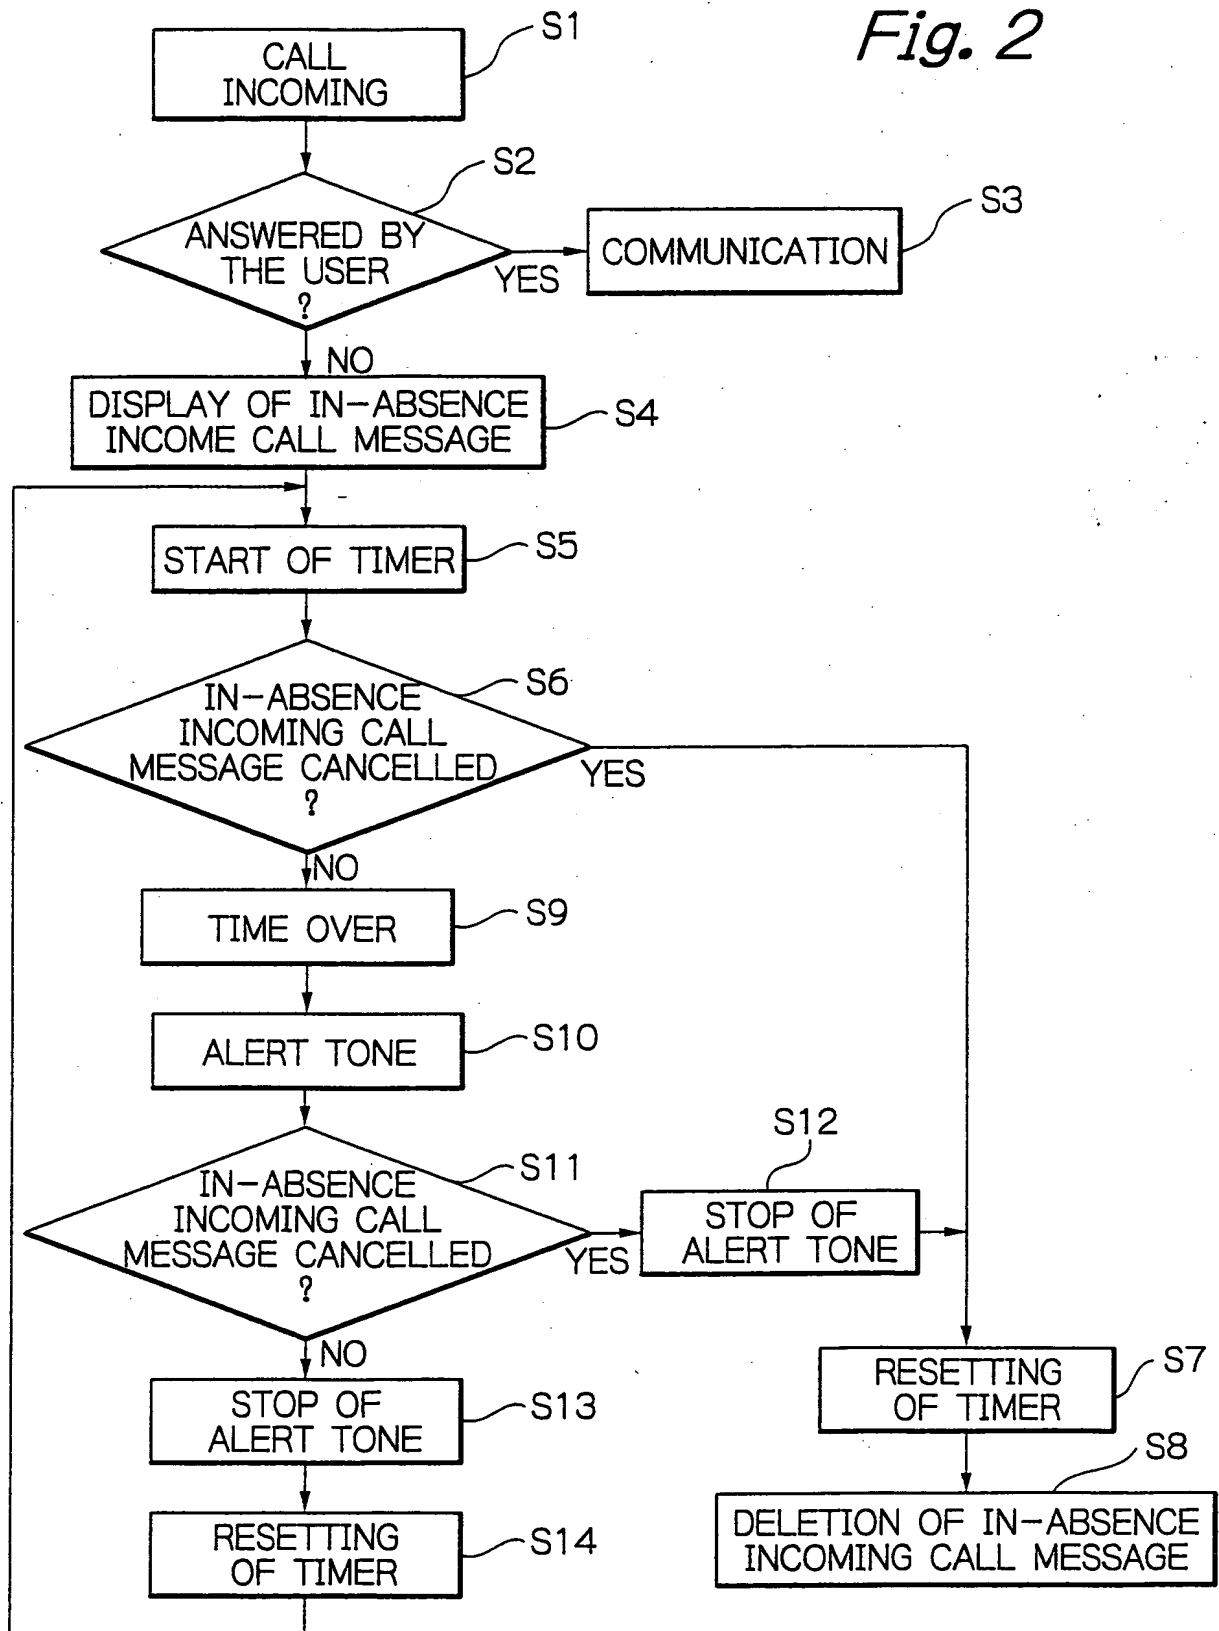 Fig. 2
S1
CALL
INCOMING
S2
ANSWERED BY
THE USER
?
YES
S3
COMMUNICATION
NO
DISPLAY OF IN-ABSENCE
INCOME CALL MESSAGE
S4
START OF TIMER
S5
S6
IN-ABSENCE
INCOMING CALL
MESSAGE CANCELLED
?
YES
NO
TIME OVER
S9
ALERT TONE
S10
S11
IN-ABSENCE
INCOMING CALL
MESSAGE CANCELLED
?
YES
S12
STOP OF
ALERT TONE
NO
STOP OF
ALERT TONE
S13
RESETTING
OF TIMER
S7
S8
DELETION OF IN-ABSENCE
INCOMING CALL MESSAGE
RESETTING
OF TIMER
S14